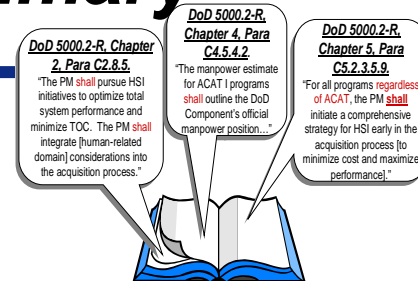 DoD 5000.2-R, Chapter
2, Para C2.8.5.
“The PM shall pursue HSI
initiatives to optimize total
system performance and
minimize TOC. The PM shall
integrate [human-related
domain] considerations into
the acquisition process.”
DoD 5000.2-R,
Chapter 4, Para
C4.5.4.2.
“The manpower estimate
for ACAT I programs
shall outline the DoD
Component’s official
manpower position…”
DoD 5000.2-R,
Chapter 5, Para
C5.2.3.5.9.
“For all programs regardless
of ACAT, the PM shall
initiate a comprehensive
strategy for HSI early in the
acquisition process [to
minimize cost and maximize
performance].”